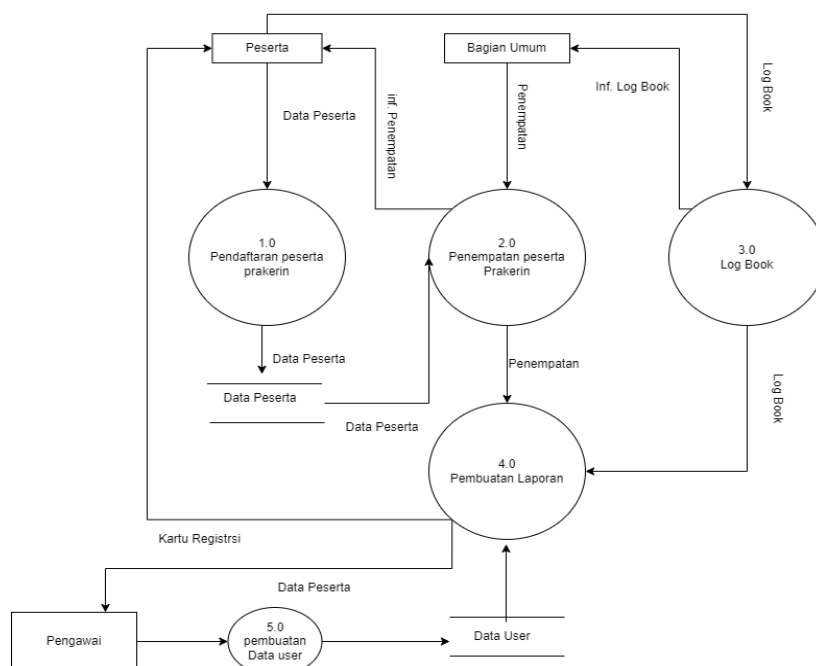 Peserta
Bagian Umum
Data Peserta
inf. Penempatan
Penempatan
Inf. Log Book
Log Book
1.0
Pendaftaran peserta
prakerin
2.0
Penempatan peserta
Prakerin
3.0
Log Book
Data Peserta
Data Peserta
Data Peserta
Penempatan
Log Book
4.0
Pembuatan Laporan
Kartu Registrsi
Data Peserta
Pengawai
5.0
pembuatan
Data user
Data User